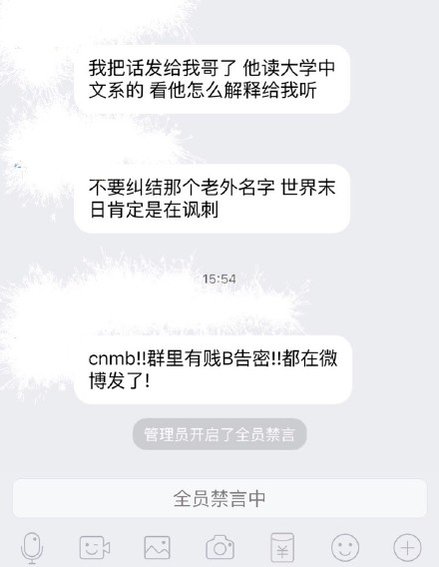 我把话发给我哥了 他读大学中
文系的 看他怎么解释给我听
不要纠结那个老外名字 世界末
日肯定是在讽刺
15:54
cnmb!!群里有贱B告密!!都在微
博发了!
管理员开启了全员禁言
全员禁言中